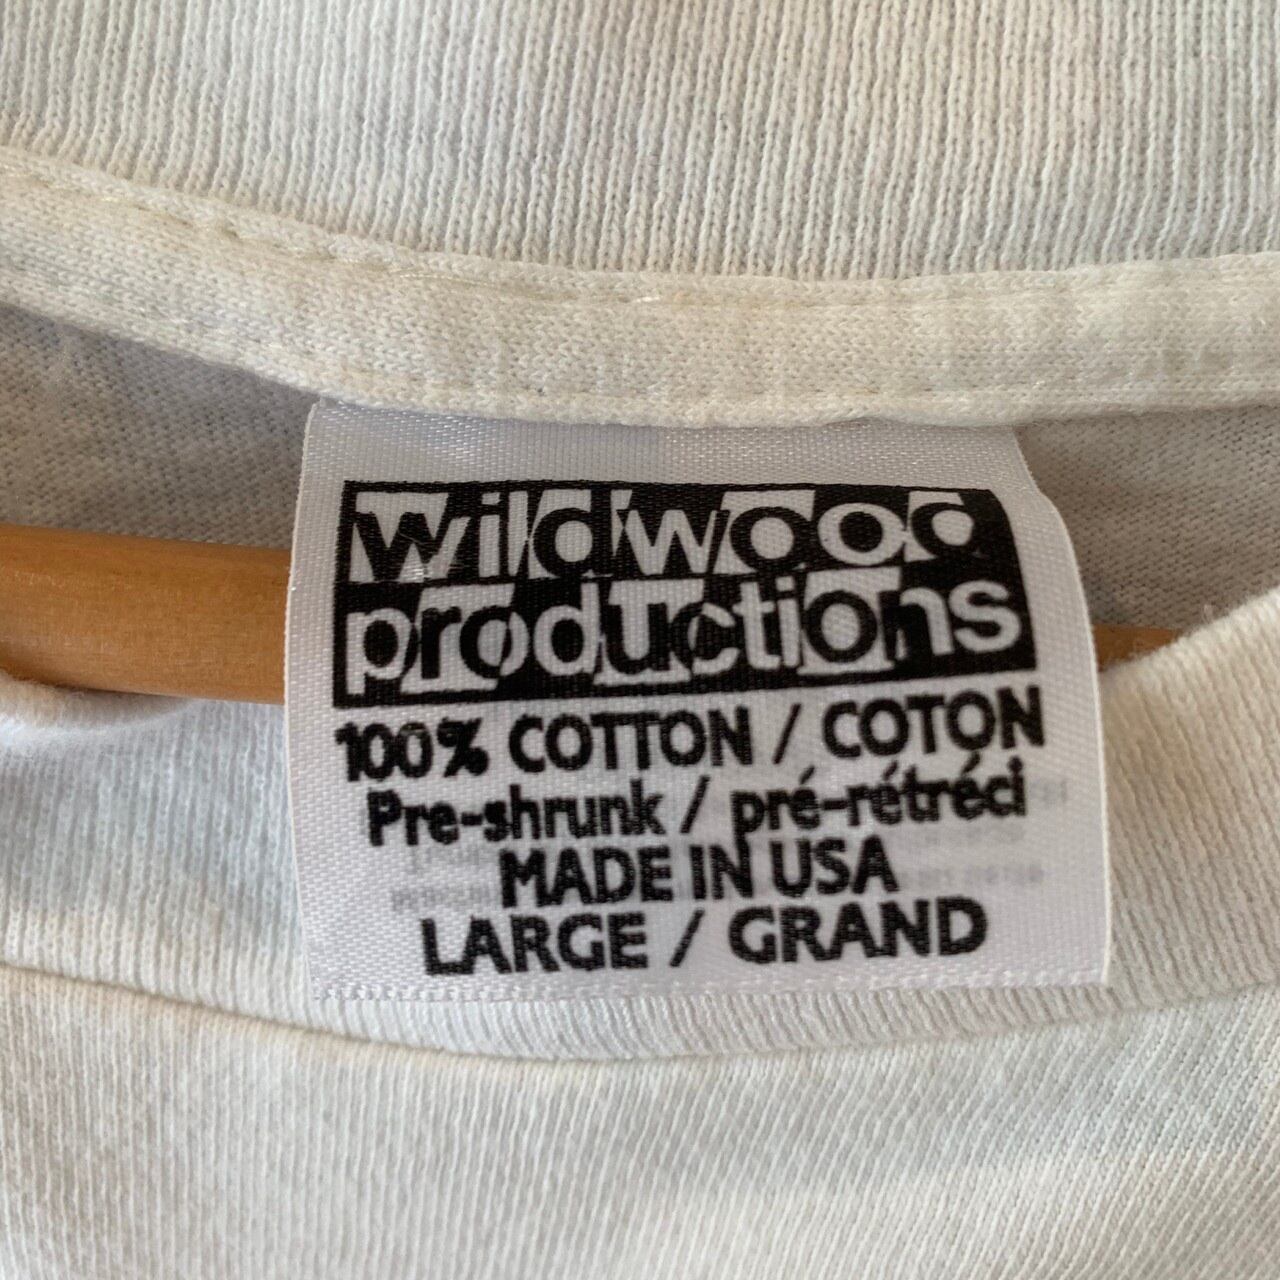 wildwood
productions
100% COTTON / COTON
Pre-shrunk / pré-rétréci
MADE IN USA
LARGE / GRAND